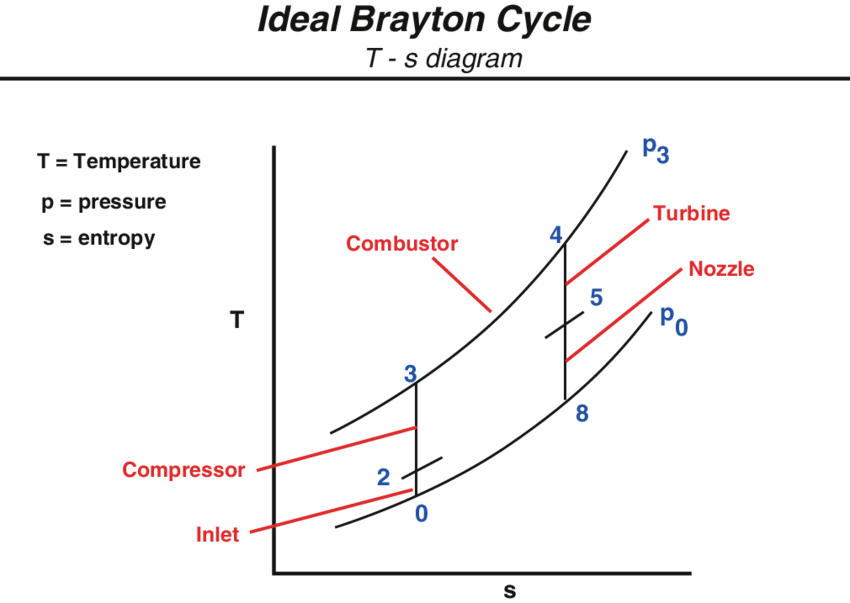 Ideal Brayton Cycle
T - s diagram
T = Temperature
p = pressure
s = entropy
p3
Turbine
4
Combustor
Nozzle
5
T
p0
3
8
Compressor
2
0
Inlet
s